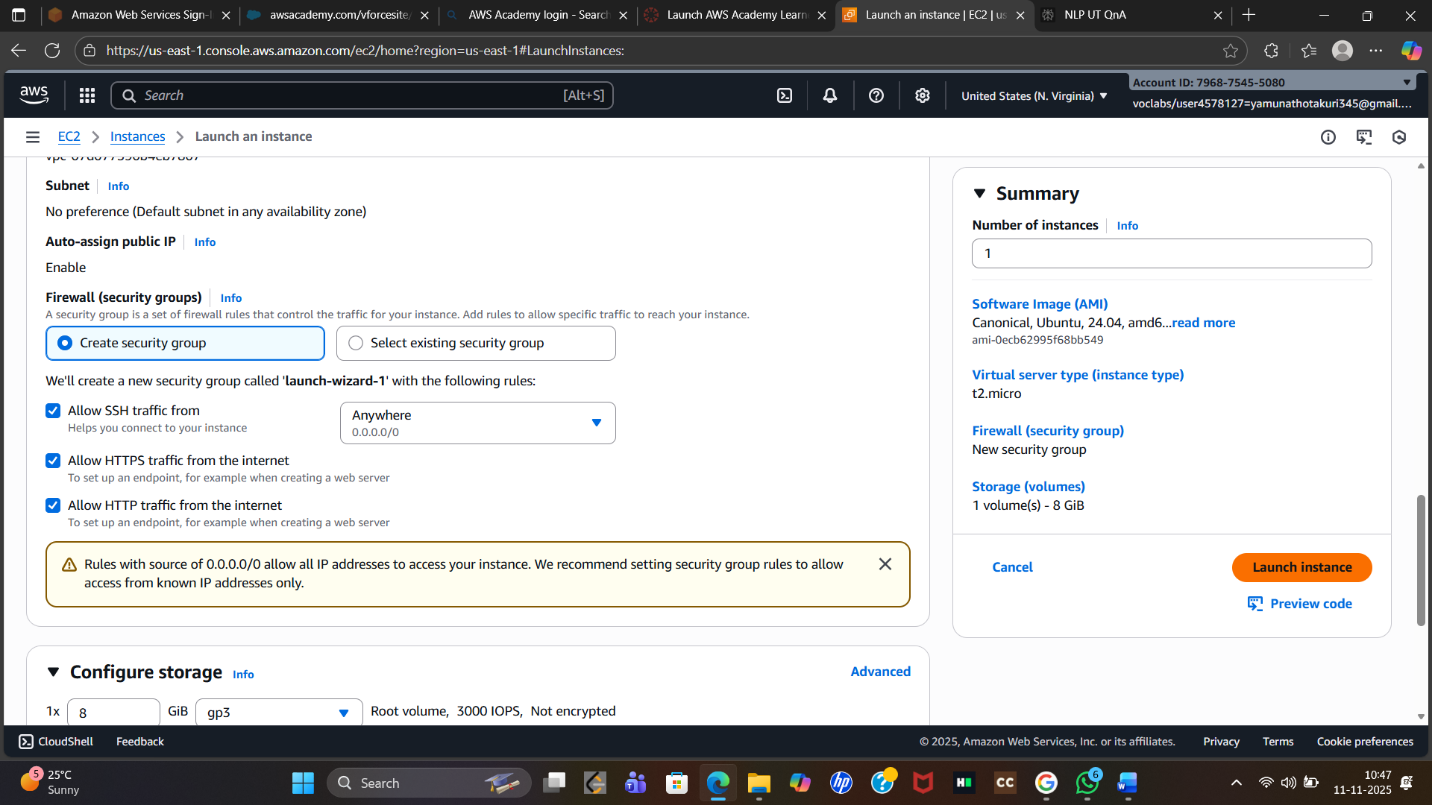 Amazon Web Services Sign-I
awsacademy.com/vforcesite/
AWS Academy login - Search
Launch AWS Academy Learn
Launch an instance | EC2 | us
NLP UT QnA
https://us-east-1.console.aws.amazon.com/ec2/home?region=us-east-1#LaunchInstances:
aws
Search
[Alt+S]
United States (N. Virginia)
Account ID: 7968-7545-5080
voclabs/user4578127=yamunathotakuri345@gmail....
EC2
Instances
Launch an instance
Subnet
Info
No preference (Default subnet in any availability zone)
Auto-assign public IP
Info
Enable
Firewall (security groups)
Info
A security group is a set of firewall rules that control the traffic for your instance. Add rules to allow specific traffic to reach your instance.
Create security group
Select existing security group
We'll create a new security group called 'launch-wizard-1' with the following rules:
Allow SSH traffic from
Helps you connect to your instance
Anywhere
0.0.0.0/0
Allow HTTPS traffic from the internet
To set up an endpoint, for example when creating a web server
Allow HTTP traffic from the internet
To set up an endpoint, for example when creating a web server
Rules with source of 0.0.0.0/0 allow all IP addresses to access your instance. We recommend setting security group rules to allow
access from known IP addresses only.
Configure storage
Info
Advanced
1x
8
GiB
gp3
Root volume, 3000 IOPS, Not encrypted
Summary
Number of instances
Info
1
Software Image (AMI)
Canonical, Ubuntu, 24.04, amd6...read more
ami-0ecb62995f68bb549
Virtual server type (instance type)
t2.micro
Firewall (security group)
New security group
Storage (volumes)
1 volume(s) - 8 GiB
Cancel
Launch instance
Preview code
CloudShell
Feedback
© 2025, Amazon Web Services, Inc. or its affiliates.
Privacy
Terms
Cookie preferences
5
25°C
Sunny
Search
CC
6
10:47
11-11-2025